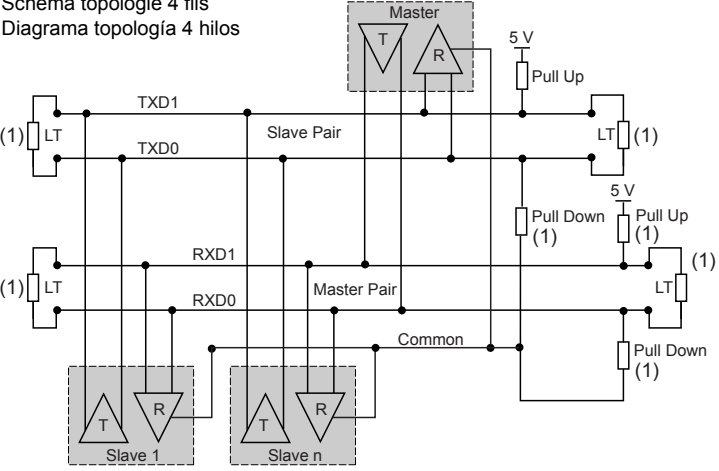 Schéma topologie 4 fils
Diagrama topología 4 hilos
Master
T
R
5 V
Pull Up
TXD1
(1) LT
Slave Pair
LT (1)
TXD0
5 V
Pull Down
(1)
Pull Up
(1)
RXD1
(1)
(1) LT
Master Pair
LT
RXD0
Common
Pull Down
(1)
T
R
T
R
Slave 1
Slave n